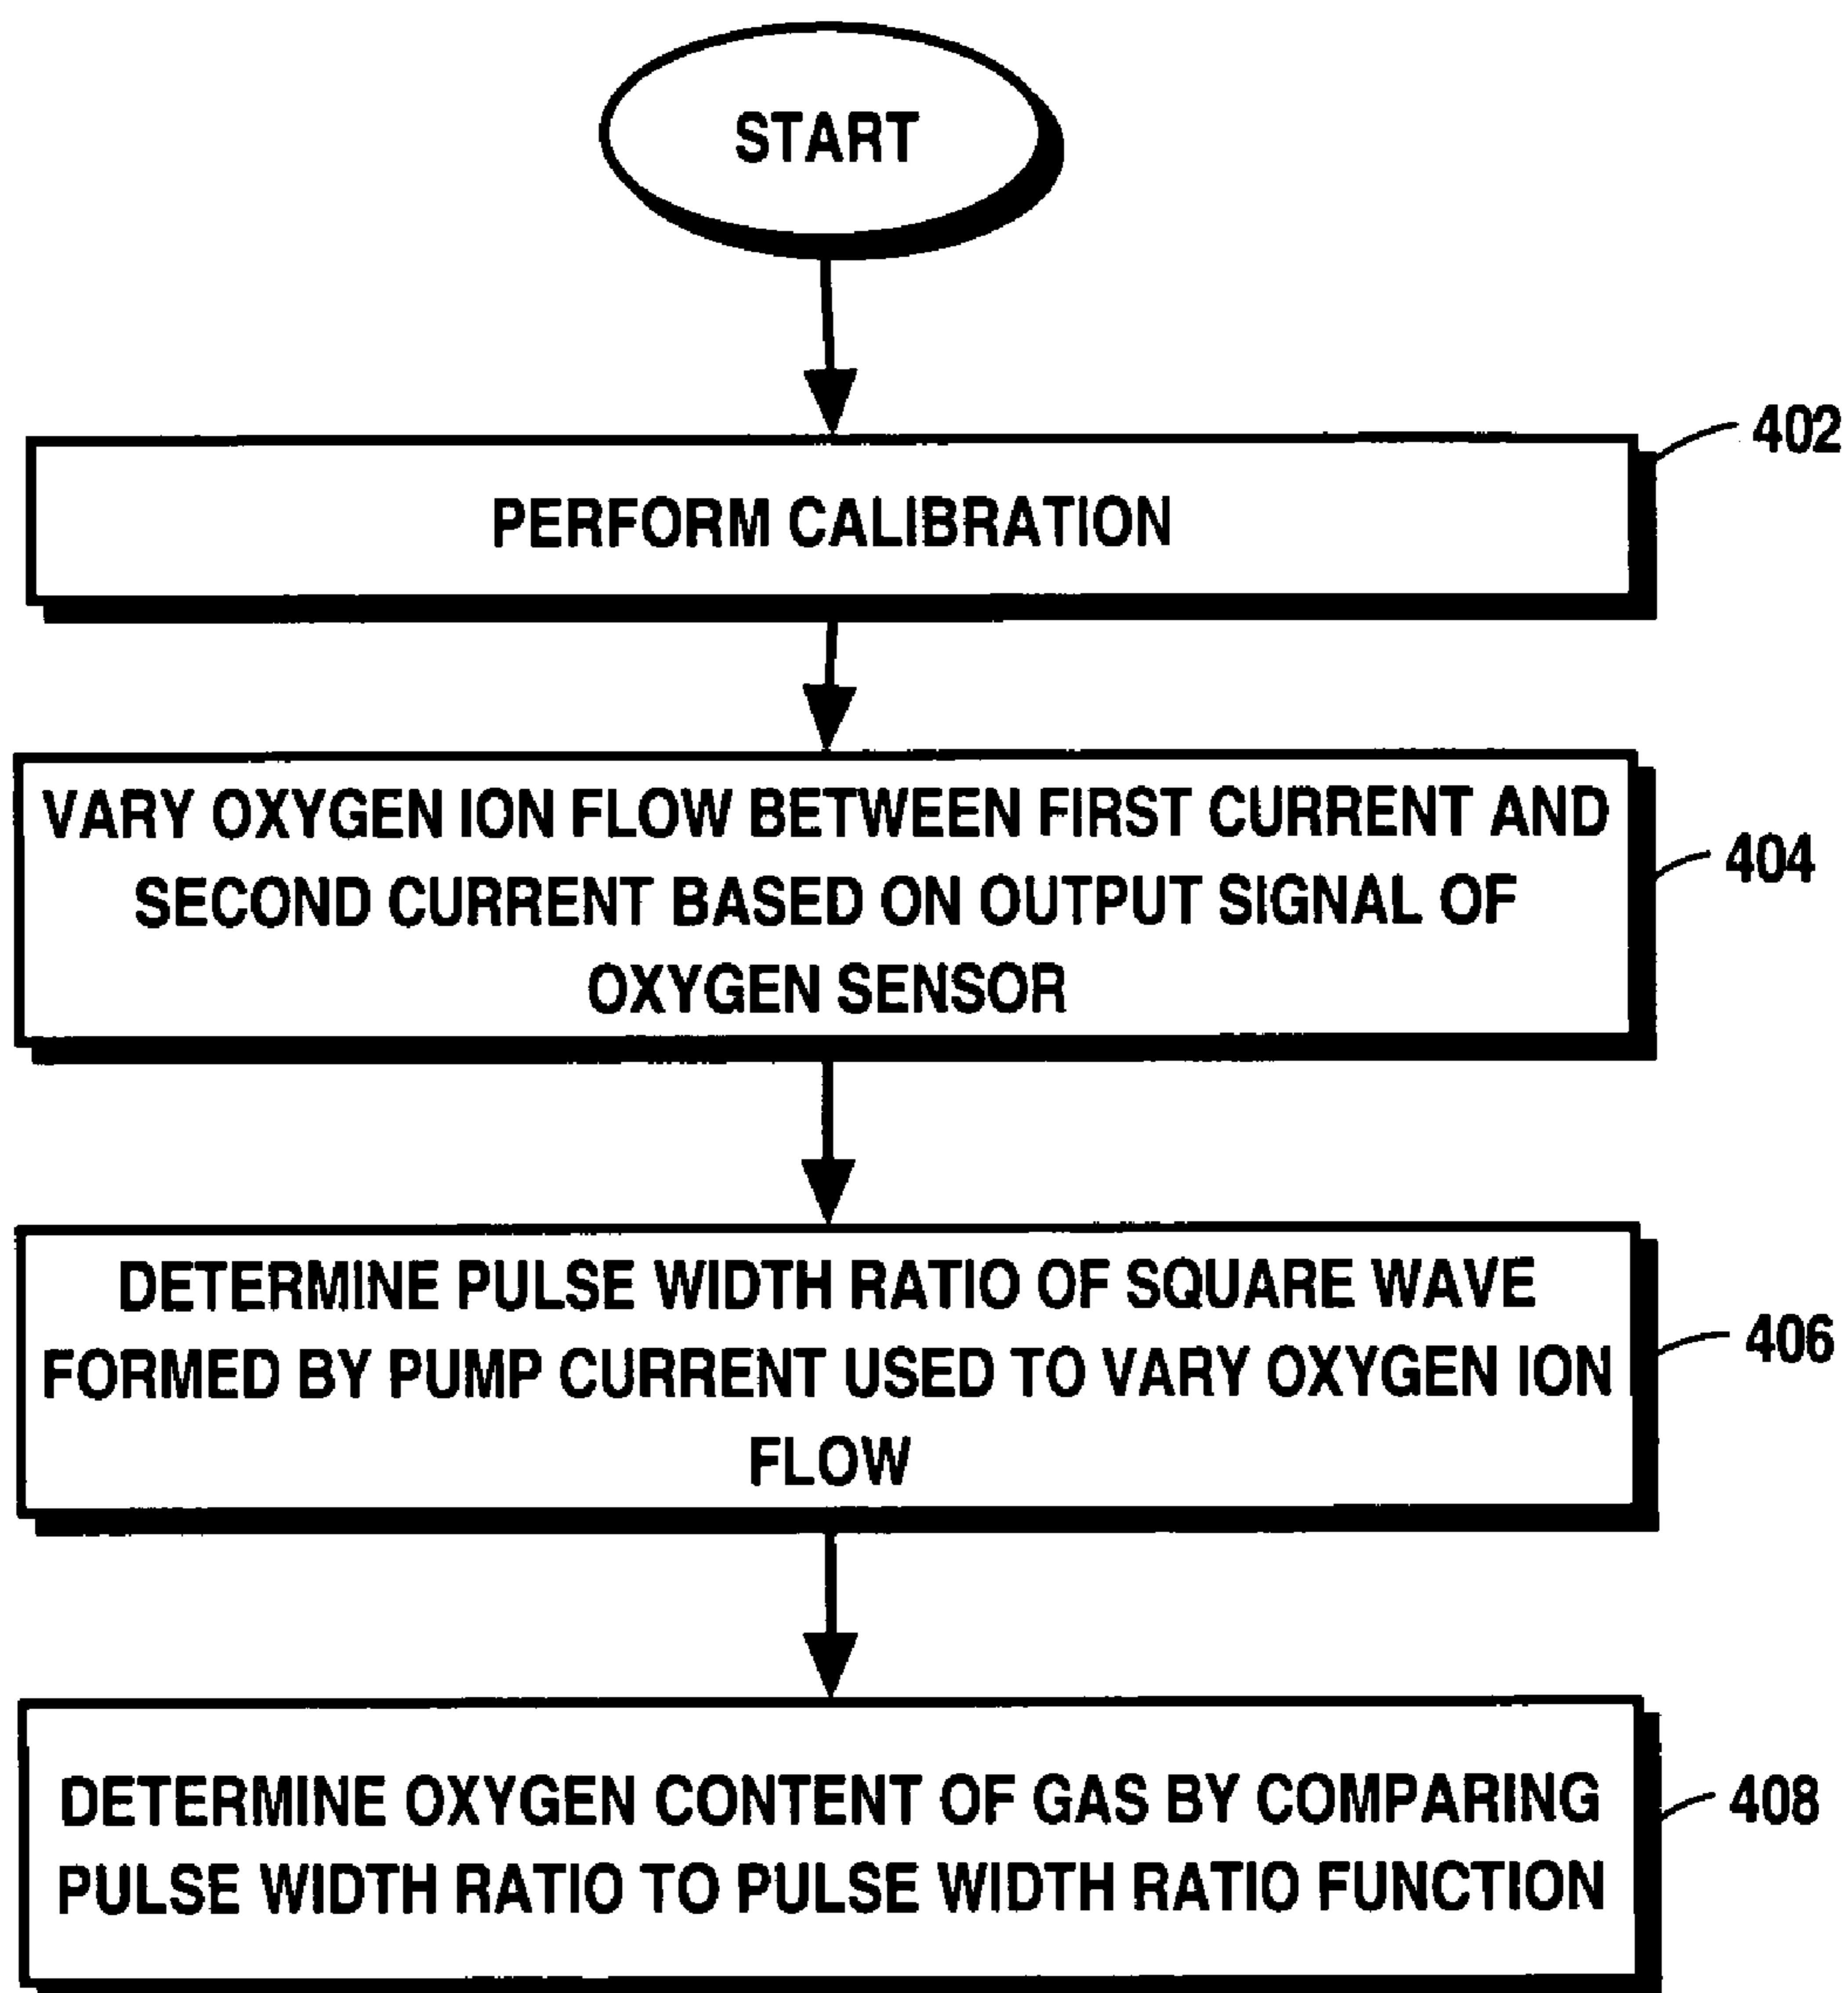 START
402
PERFORM CALIBRATION
VARY OXYGEN ION FLOW BETWEEN FIRST CURRENT AND
SECOND CURRENT BASED ON OUTPUT SIGNAL OF
OXYGEN SENSOR
404
DETERMINE PULSE WIDTH RATIO OF SQUARE WAVE
FORMED BY PUMP CURRENT USED TO VARY OXYGEN ION
FLOW
406
DETERMINE OXYGEN CONTENT OF GAS BY COMPARING
PULSE WIDTH RATIO TO PULSE WIDTH RATIO FUNCTION
408